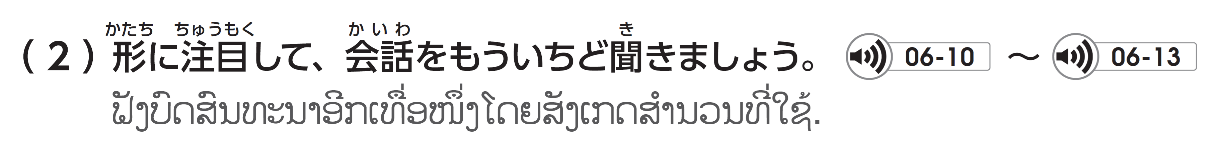 かたち ちゅうもく かいわ き
(2)形に注目して、会話をもういちど聞きましょう。 06-10 ~ 06-13
ຟັງບົດສົນທະນາອີກເທື່ອໜຶ່ງໂດຍສັງເກດສຳນວນທີ່ໃຊ້.